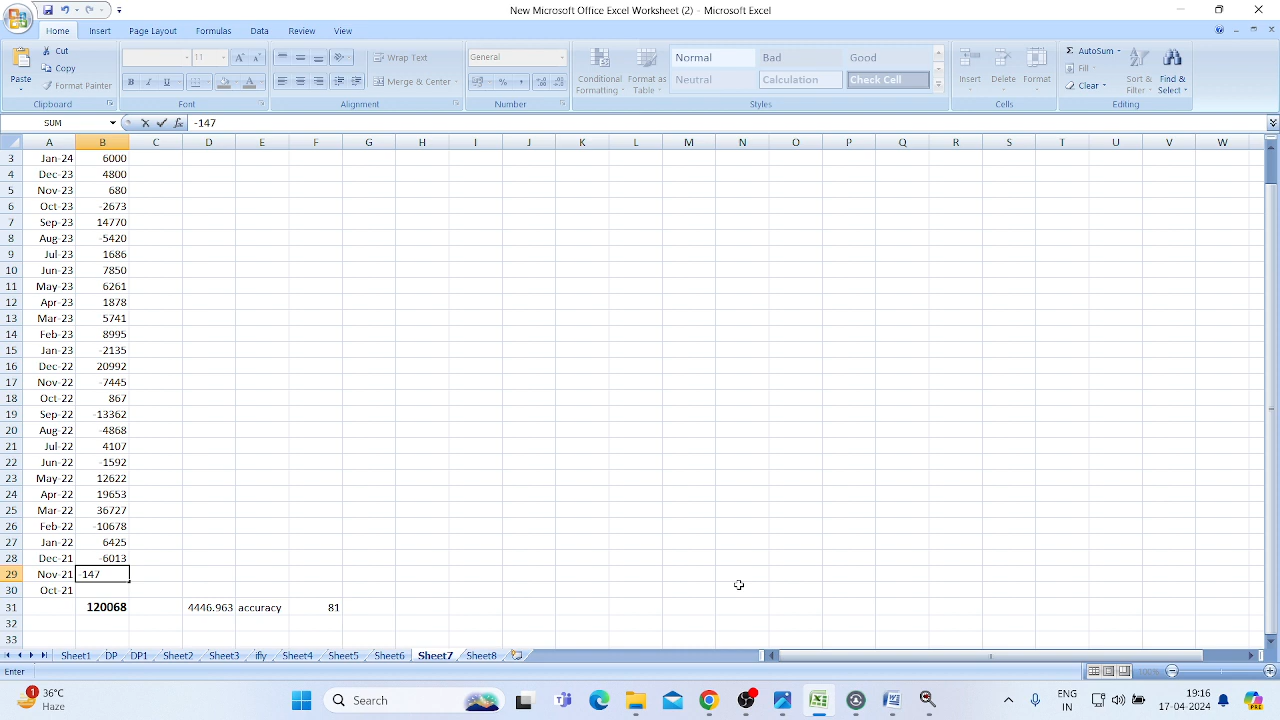 New Microsoft Office Excel Worksheet (2) - Microsoft Excel
Home Insert Page Layout Formulas Data Review View
Paste Cut Copy Format Painter
11
Wrap Text
Merge & Center
General
Conditional Formatting Format as Table
Normal Bad Good
Neutral Calculation Check Cell
Insert Delete Format
AutoSum Fill Clear Sort & Filter Find & Select
Clipboard Font Alignment Number Styles Cells Editing
SUM -147
A B C D E F G H I J K L M N O P Q R S T U V W
3 Jan-24 6000
4 Dec-23 4800
5 Nov-23 680
6 Oct-23 -2673
7 Sep-23 14770
8 Aug-23 -5420
9 Jul-23 1686
10 Jun-23 7850
11 May-23 6261
12 Apr-23 1878
13 Mar-23 5741
14 Feb-23 8995
15 Jan-23 -2135
16 Dec-22 20992
17 Nov-22 -7445
18 Oct-22 867
19 Sep-22 -13362
20 Aug-22 -4868
21 Jul-22 4107
22 Jun-22 -1592
23 May-22 12622
24 Apr-22 19653
25 Mar-22 36727
26 Feb-22 -10678
27 Jan-22 6425
28 Dec-21 -6013
29 Nov-21 -147
30 Oct-21
31 120068 4446.963 accuracy 81
32
33
Sheet1 DP DP1 Sheet2 Sheet3 ify Sheet4 Sheet5 Sheet6 Sheet7 Sheet8
Enter 100%
36°C
Haze
1
Search
ENG
IN
19:16
17-04-2024